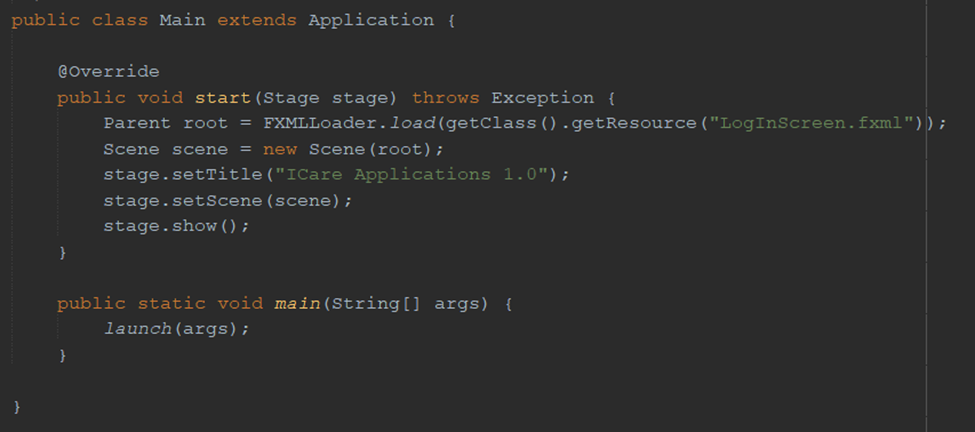 public class Main extends Application {
@Override
public void start(Stage stage) throws Exception {
Parent root = FXMLLoader.load(getClass().getResource("LogInScreen.fxml"));
Scene scene = new Scene(root);
stage.setTitle("ICare Applications 1.0");
stage.setScene(scene);
stage.show();
}
public static void main(String[] args) {
launch(args);
}
}